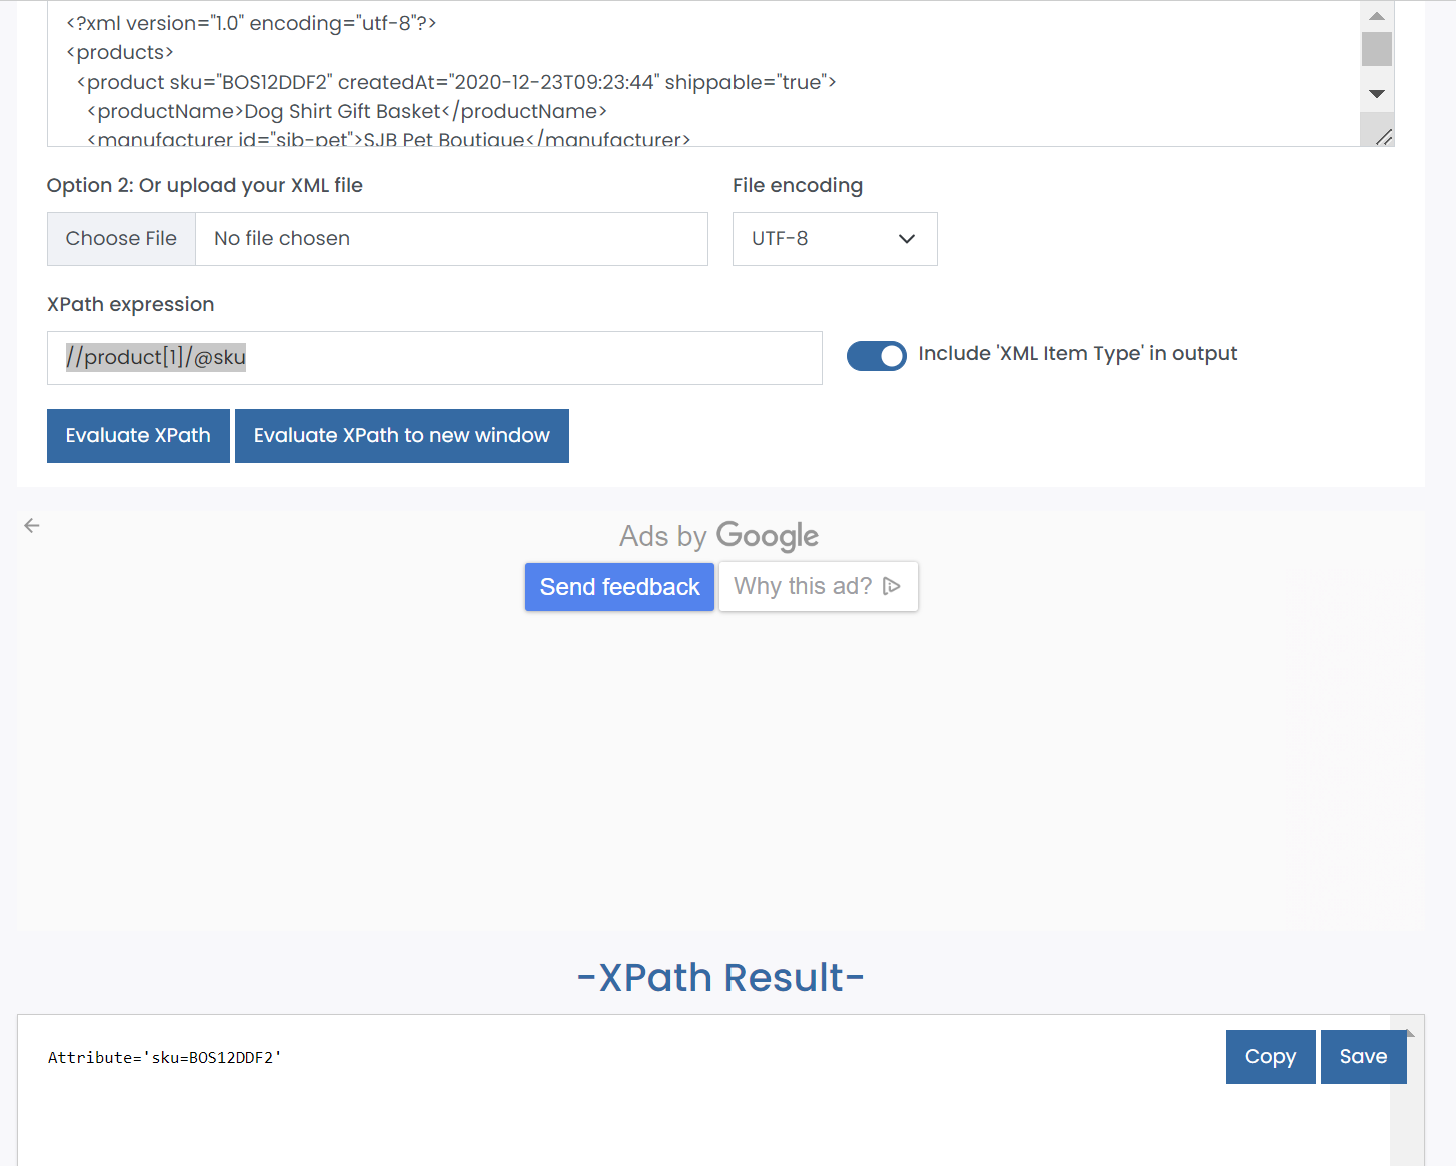 <?xml version="1.0" encoding="utf-8"?>
<products>
<product sku="BOS12DDF2" createdAt="2020-12-23T09:23:44" shippable="true">
<productName>Dog Shirt Gift Basket</productName>
<manufacturer id="sjb-pet">SJB Pet Boutique</manufacturer>
Option 2: Or upload your XML file
File encoding
Choose File No file chosen
UTF-8
XPath expression
//product[1]/@sku
Include 'XML Item Type' in output
Evaluate XPath
Evaluate XPath to new window
Ads by Google
Send feedback
Why this ad?
-XPath Result-
Attribute='sku=BOS12DDF2'
Copy
Save